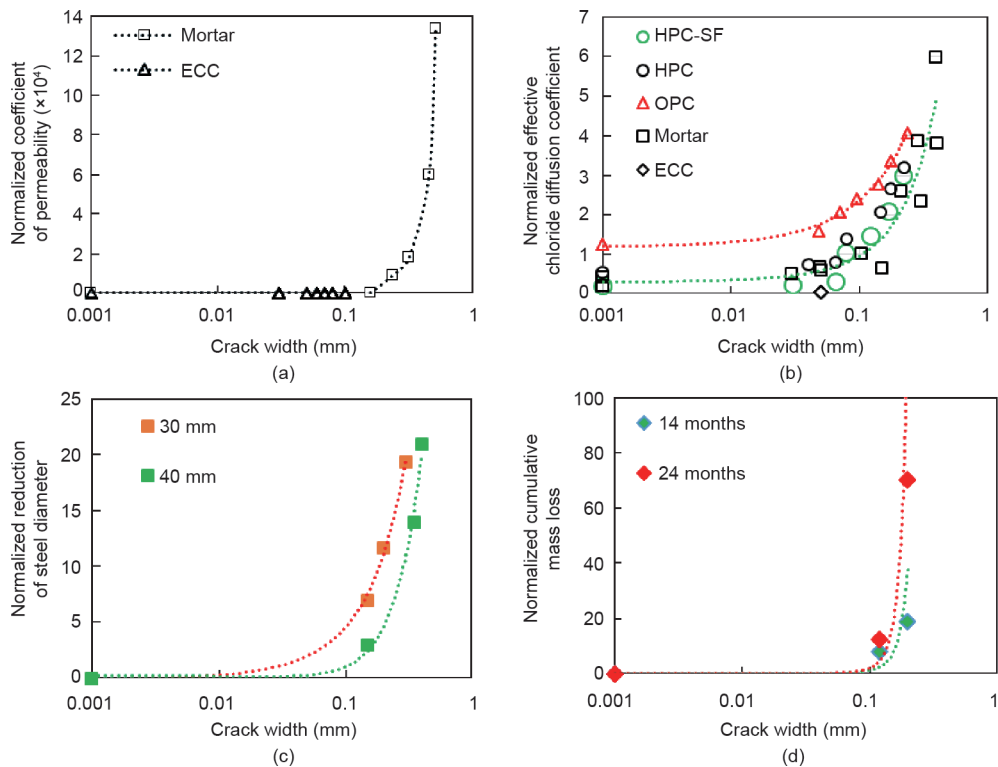 14
12
10
8
6
4
2
0
Normalized coefficient
of permeability (×10⁴)
Mortar
ECC
0.001
0.01
0.1
1
Crack width (mm)
(a)
7
6
5
4
3
2
1
0
Normalized effective
chloride diffusion coefficient
HPC-SF
HPC
OPC
Mortar
ECC
0.001
0.1
1
Crack width (mm)
(b)
25
20
15
10
5
0
Normalized reduction
of steel diameter
30 mm
40 mm
0.001
0.01
0.1
1
Crack width (mm)
(c)
100
80
60
40
20
0
Normalized cumulative
mass loss
14 months
24 months
0.001
0.01
0.1
1
Crack width (mm)
(d)